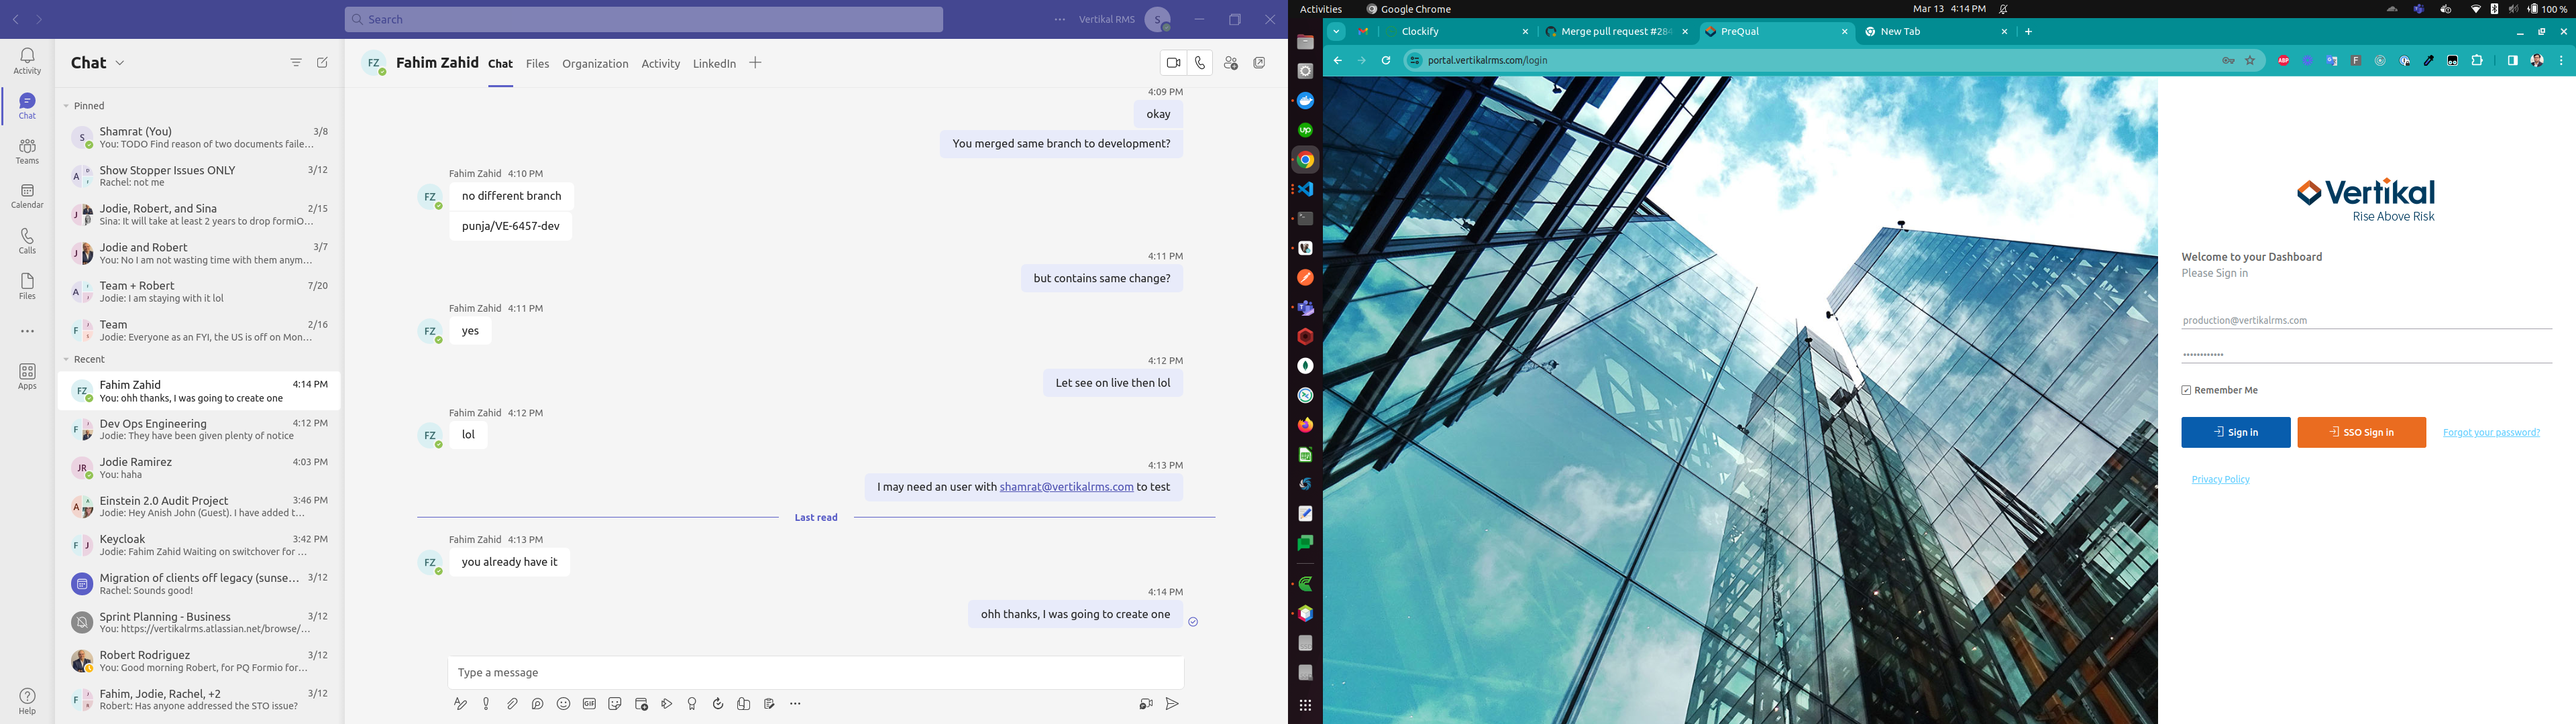 Search
Vertikal RMS
S
Activity
Chat
Teams
Calendar
Calls
Files
Apps
Help
Chat
Pinned
Shamrat (You) 3/8
You: TODO Find reason of two documents faile...
Show Stopper Issues ONLY 3/12
Rachel: not me
Jodie, Robert, and Sina 2/15
Sina: It will take at least 2 years to drop formiO...
Jodie and Robert 3/7
You: No I am not wasting time with them anym...
Team + Robert 7/20
Jodie: I am staying with it lol
Team 2/16
Jodie: Everyone as an FYI, the US is off on Mon...
Recent
Fahim Zahid 4:14 PM
You: ohh thanks, I was going to create one
Dev Ops Engineering 4:12 PM
Jodie: They have been given plenty of notice
Jodie Ramirez 4:03 PM
You: haha
Einstein 2.0 Audit Project 3:46 PM
Jodie: Hey Anish John (Guest). I have added t...
Keycloak 3:42 PM
Jodie: Fahim Zahid Waiting on switchover for ...
Migration of clients off legacy (sunse... 3/12
Rachel: Sounds good!
Sprint Planning - Business 3/12
You: https://vertikalrms.atlassian.net/browse/...
Robert Rodriguez 3/12
You: Good morning Robert, for PQ Formio for...
Fahim, Jodie, Rachel, +2 3/12
Robert: Has anyone addressed the STO issue?
FZ Fahim Zahid Chat Files Organization Activity LinkedIn
4:09 PM
okay
You merged same branch to development?
Fahim Zahid 4:10 PM
FZ no different branch
punja/VE-6457-dev
4:11 PM
but contains same change?
Fahim Zahid 4:11 PM
FZ yes
4:12 PM
Let see on live then lol
Fahim Zahid 4:12 PM
FZ lol
4:13 PM
I may need an user with shamrat@vertikalrms.com to test
Last read
Fahim Zahid 4:13 PM
FZ you already have it
4:14 PM
ohh thanks, I was going to create one
Type a message
GIF
Activities Google Chrome Mar 13 4:14 PM 100 %
Clockify Merge pull request #284 PreQual New Tab
portal.vertikalrms.com/login
ABP
up
Vertikal
Rise Above Risk
Welcome to your Dashboard
Please Sign in
production@vertikalrms.com
Remember Me
Sign in SSO Sign in Forgot your password?
Privacy Policy